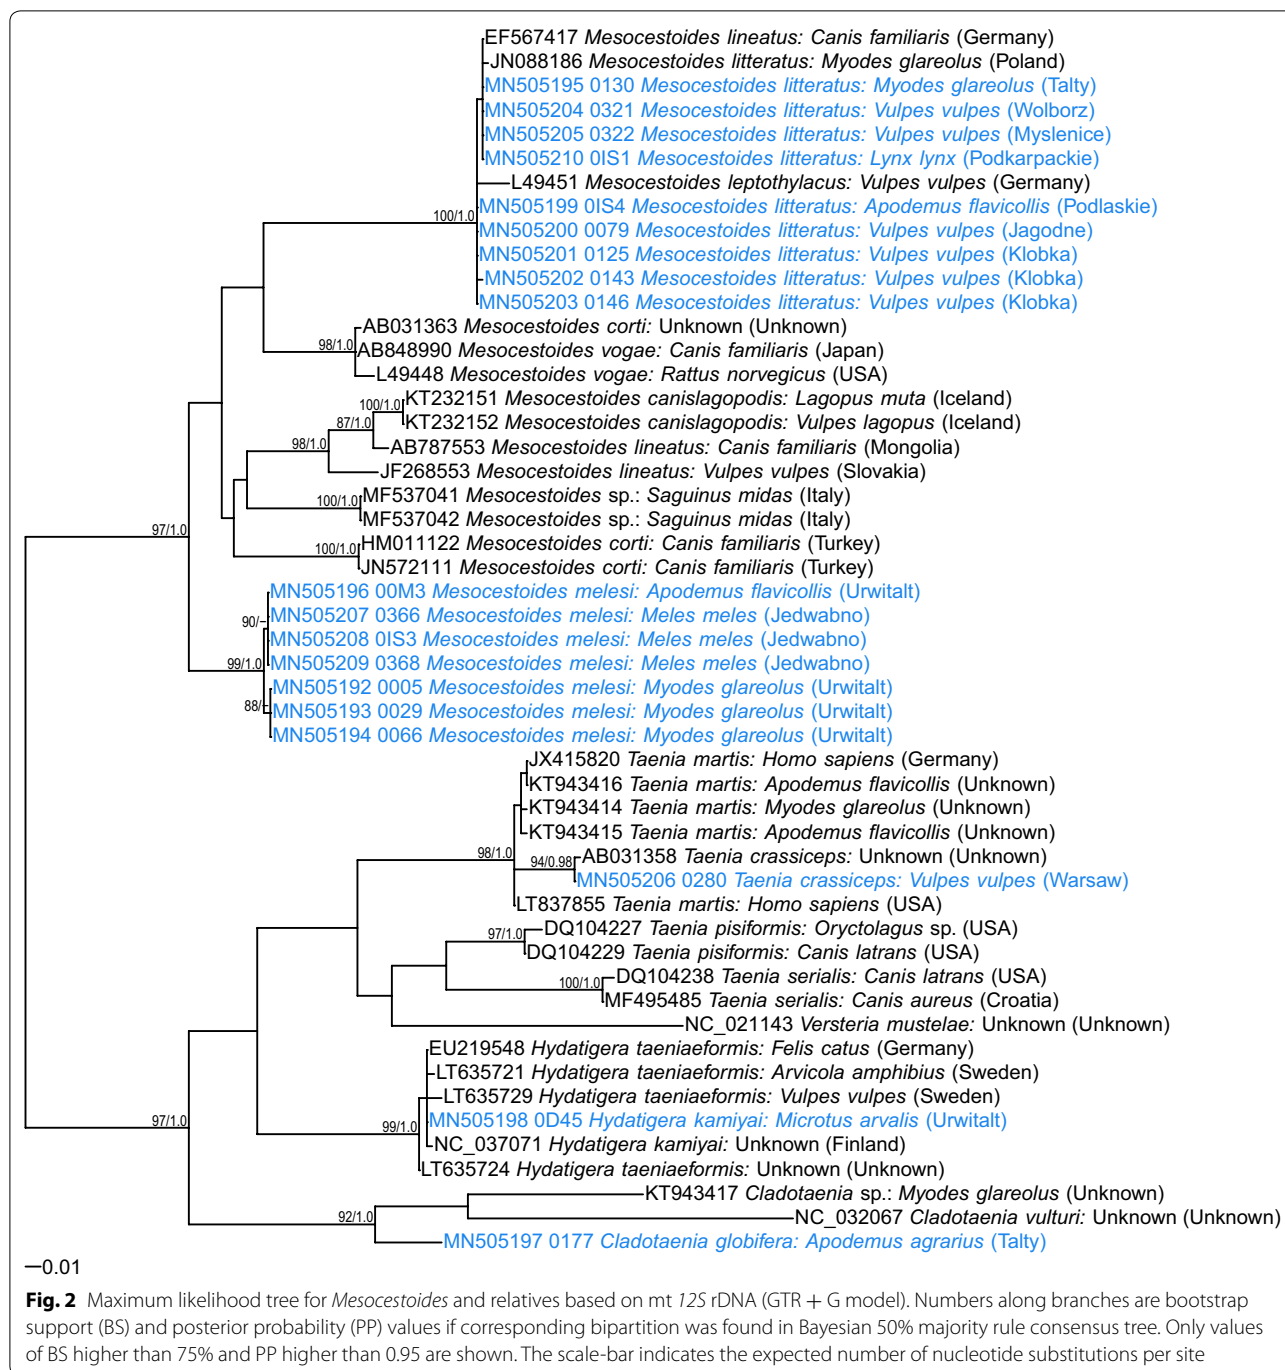 EF567417 Mesocestoides lineatus: Canis familiaris (Germany)
JN088186 Mesocestoides litteratus: Myodes glareolus (Poland)
MN505195 0130 Mesocestoides litteratus: Myodes glareolus (Talty)
MN505204 0321 Mesocestoides litteratus: Vulpes vulpes (Wolborz)
MN505205 0322 Mesocestoides litteratus: Vulpes vulpes (Myslenice)
MN505210 0IS1 Mesocestoides litteratus: Lynx lynx (Podkarpackie)
L49451 Mesocestoides leptothylacus: Vulpes vulpes (Germany)
MN505199 0IS4 Mesocestoides litteratus: Apodemus flavicollis (Podlaskie)
100/1.0
MN505200 0079 Mesocestoides litteratus: Vulpes vulpes (Jagodne)
MN505201 0125 Mesocestoides litteratus: Vulpes vulpes (Klobka)
MN505202 0143 Mesocestoides litteratus: Vulpes vulpes (Klobka)
MN505203 0146 Mesocestoides litteratus: Vulpes vulpes (Klobka)
AB031363 Mesocestoides corti: Unknown (Unknown)
98/1.0
AB848990 Mesocestoides vogae: Canis familiaris (Japan)
L49448 Mesocestoides vogae: Rattus norvegicus (USA)
KT232151 Mesocestoides canislagopodis: Lagopus muta (Iceland)
100/1.0
KT232152 Mesocestoides canislagopodis: Vulpes lagopus (Iceland)
87/1.0
AB787553 Mesocestoides lineatus: Canis familiaris (Mongolia)
98/1.0
JF268553 Mesocestoides lineatus: Vulpes vulpes (Slovakia)
MF537041 Mesocestoides sp.: Saguinus midas (Italy)
100/1.0
MF537042 Mesocestoides sp.: Saguinus midas (Italy)
97/1.0
HM011122 Mesocestoides corti: Canis familiaris (Turkey)
100/1.0
JN572111 Mesocestoides corti: Canis familiaris (Turkey)
MN505196 00M3 Mesocestoides melesi: Apodemus flavicollis (Urwitalt)
90/–
MN505207 0366 Mesocestoides melesi: Meles meles (Jedwabno)
MN505208 0IS3 Mesocestoides melesi: Meles meles (Jedwabno)
99/1.0
MN505209 0368 Mesocestoides melesi: Meles meles (Jedwabno)
MN505192 0005 Mesocestoides melesi: Myodes glareolus (Urwitalt)
88/–
MN505193 0029 Mesocestoides melesi: Myodes glareolus (Urwitalt)
MN505194 0066 Mesocestoides melesi: Myodes glareolus (Urwitalt)
JX415820 Taenia martis: Homo sapiens (Germany)
KT943416 Taenia martis: Apodemus flavicollis (Unknown)
KT943414 Taenia martis: Myodes glareolus (Unknown)
KT943415 Taenia martis: Apodemus flavicollis (Unknown)
98/1.0
AB031358 Taenia crassiceps: Unknown (Unknown)
94/0.98
MN505206 0280 Taenia crassiceps: Vulpes vulpes (Warsaw)
LT837855 Taenia martis: Homo sapiens (USA)
DQ104227 Taenia pisiformis: Oryctolagus sp. (USA)
97/1.0
DQ104229 Taenia pisiformis: Canis latrans (USA)
DQ104238 Taenia serialis: Canis latrans (USA)
100/1.0
MF495485 Taenia serialis: Canis aureus (Croatia)
NC_021143 Versteria mustelae: Unknown (Unknown)
EU219548 Hydatigera taeniaeformis: Felis catus (Germany)
LT635721 Hydatigera taeniaeformis: Arvicola amphibius (Sweden)
LT635729 Hydatigera taeniaeformis: Vulpes vulpes (Sweden)
97/1.0
MN505198 0D45 Hydatigera kamiyai: Microtus arvalis (Urwitalt)
99/1.0
NC_037071 Hydatigera kamiyai: Unknown (Finland)
LT635724 Hydatigera taeniaeformis: Unknown (Unknown)
KT943417 Cladotaenia sp.: Myodes glareolus (Unknown)
92/1.0
NC_032067 Cladotaenia vulturi: Unknown (Unknown)
MN505197 0177 Cladotaenia globifera: Apodemus agrarius (Talty)
0.01
Fig. 2 Maximum likelihood tree for Mesocestoides and relatives based on mt 12S rDNA (GTR + G model). Numbers along branches are bootstrap
support (BS) and posterior probability (PP) values if corresponding bipartition was found in Bayesian 50% majority rule consensus tree. Only values
of BS higher than 75% and PP higher than 0.95 are shown. The scale-bar indicates the expected number of nucleotide substitutions per site